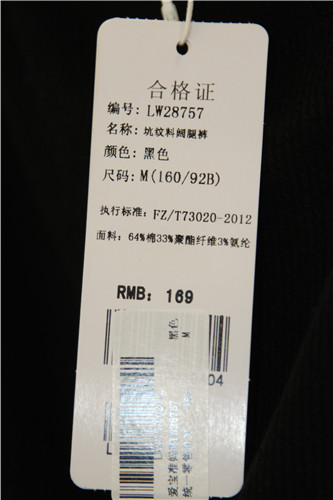 合格证
编号: LW28757
名称: 坑纹料阔腿裤
颜色: 黑色
尺码: M(160/92B)
执行标准: FZ/T73020-2012
面料: 64%棉33%聚酯纤维3%氨纶
RMB: 169
黑色
M
04
L